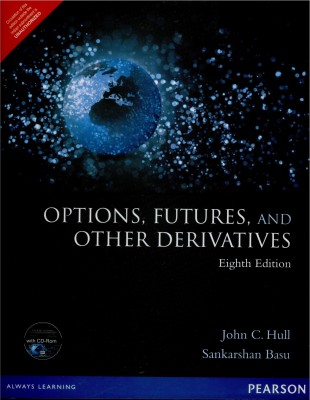 OPTIONS, FUTURES, AND
OTHER DERIVATIVES
Eighth Edition
John C. Hull
Sankarshan Basu
with CD-Rom
ALWAYS LEARNING
PEARSON